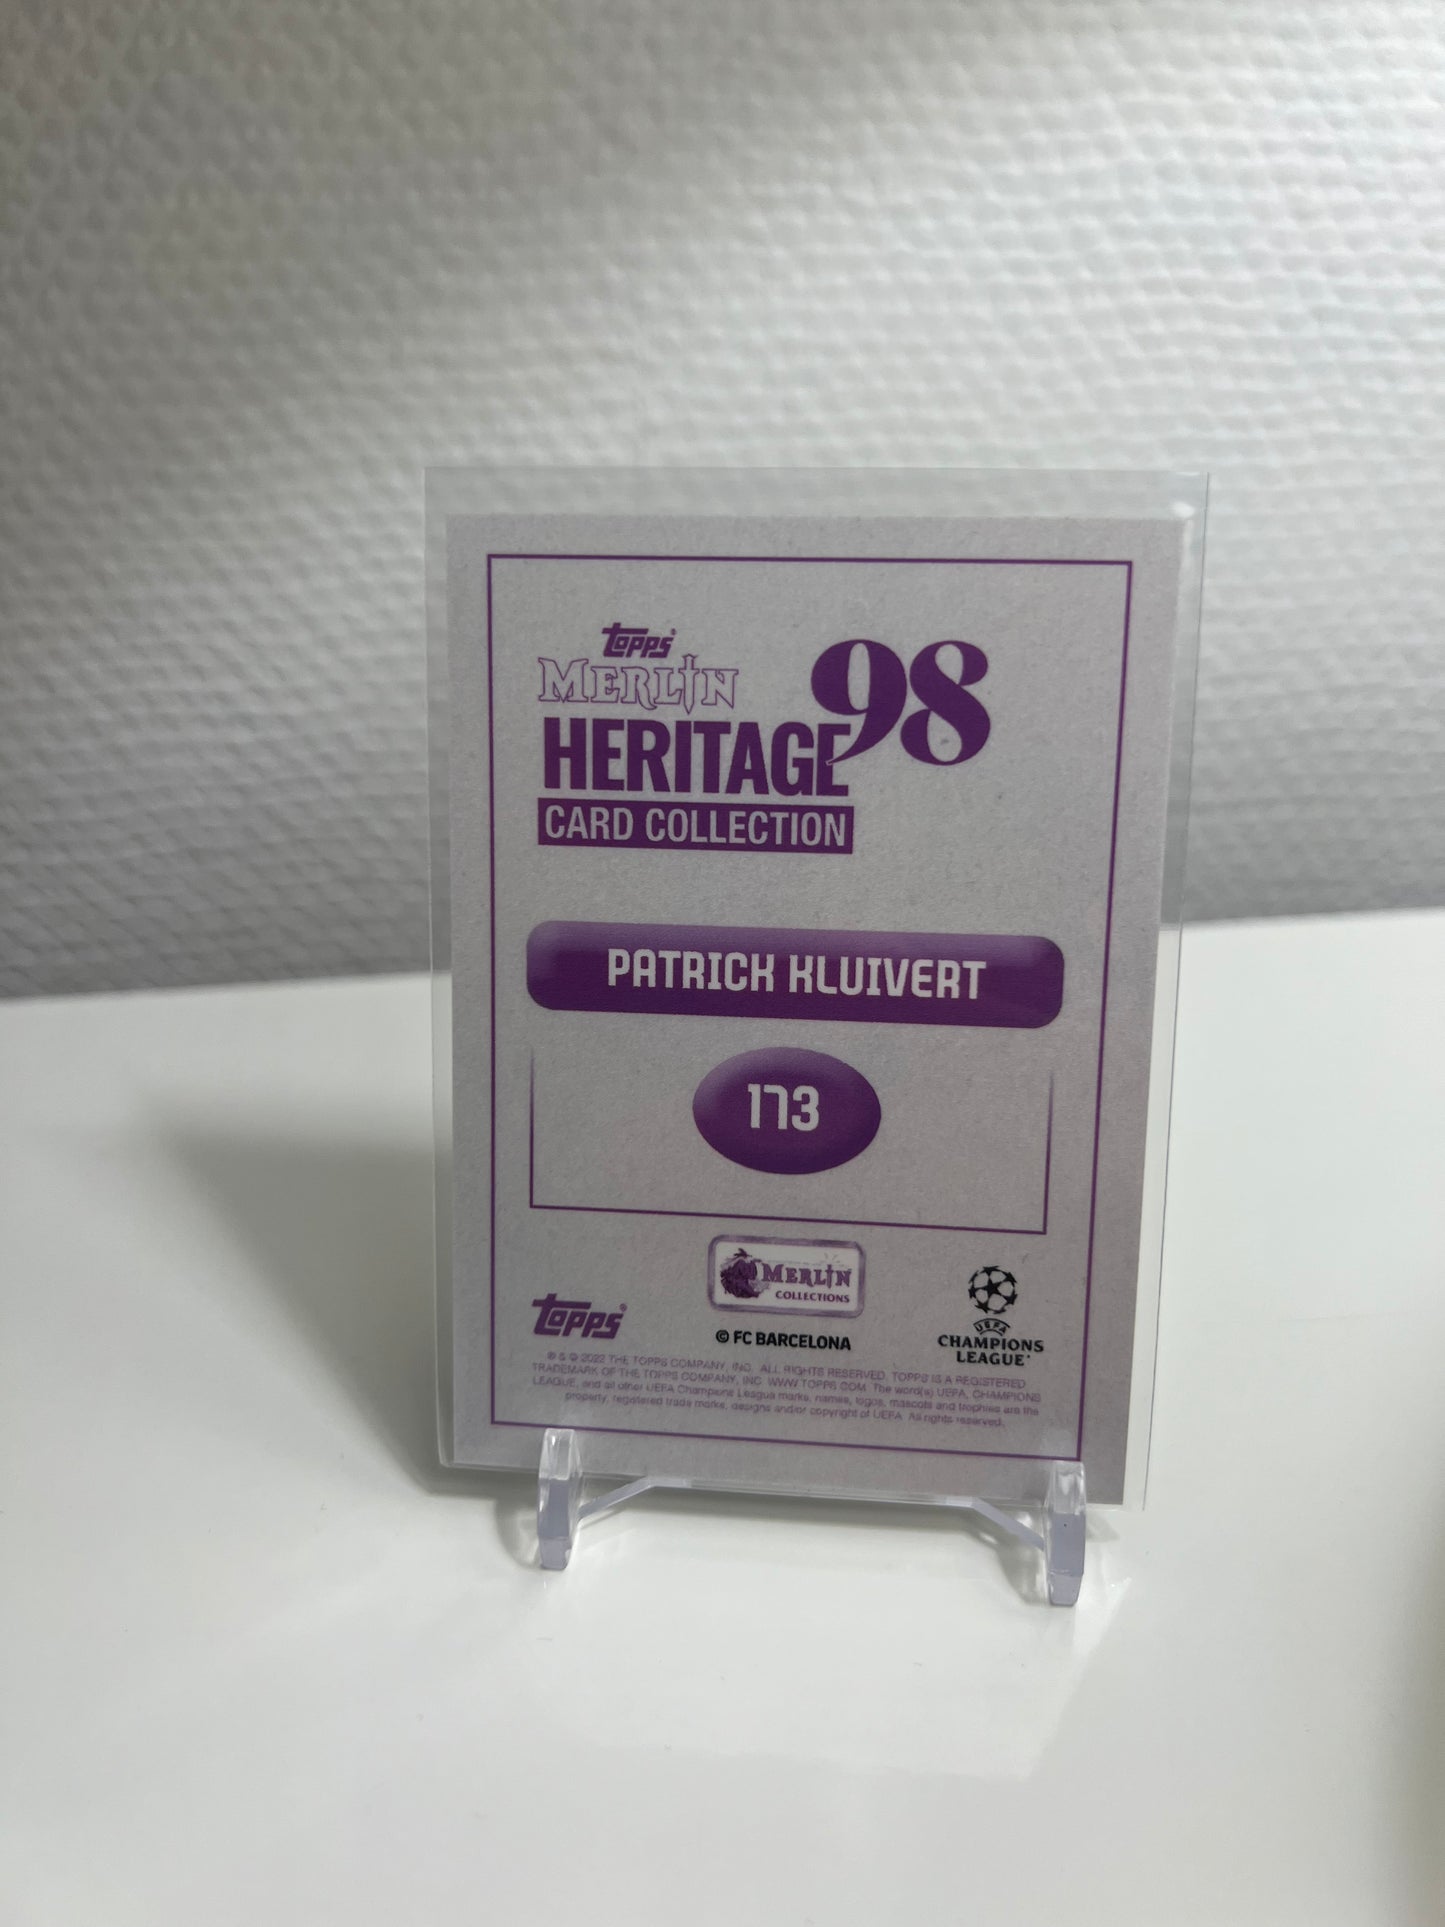 Topps®
MERLIN
HERITAGE 98
CARD COLLECTION
PATRICK KLUIVERT
173
MERLIN
COLLECTIONS
Topps®
© FC BARCELONA
UEFA
CHAMPIONS
LEAGUE®
® & © 2022 THE TOPPS COMPANY, INC. ALL RIGHTS RESERVED. TOPPS IS A REGISTERED
TRADEMARK OF THE TOPPS COMPANY, INC. WWW.TOPPS.COM. The word(s) UEFA, CHAMPIONS
LEAGUE, and all other UEFA Champions League marks, names, logos, mascots and trophies are the
property, registered trade marks, designs and/or copyright of UEFA. All rights reserved.